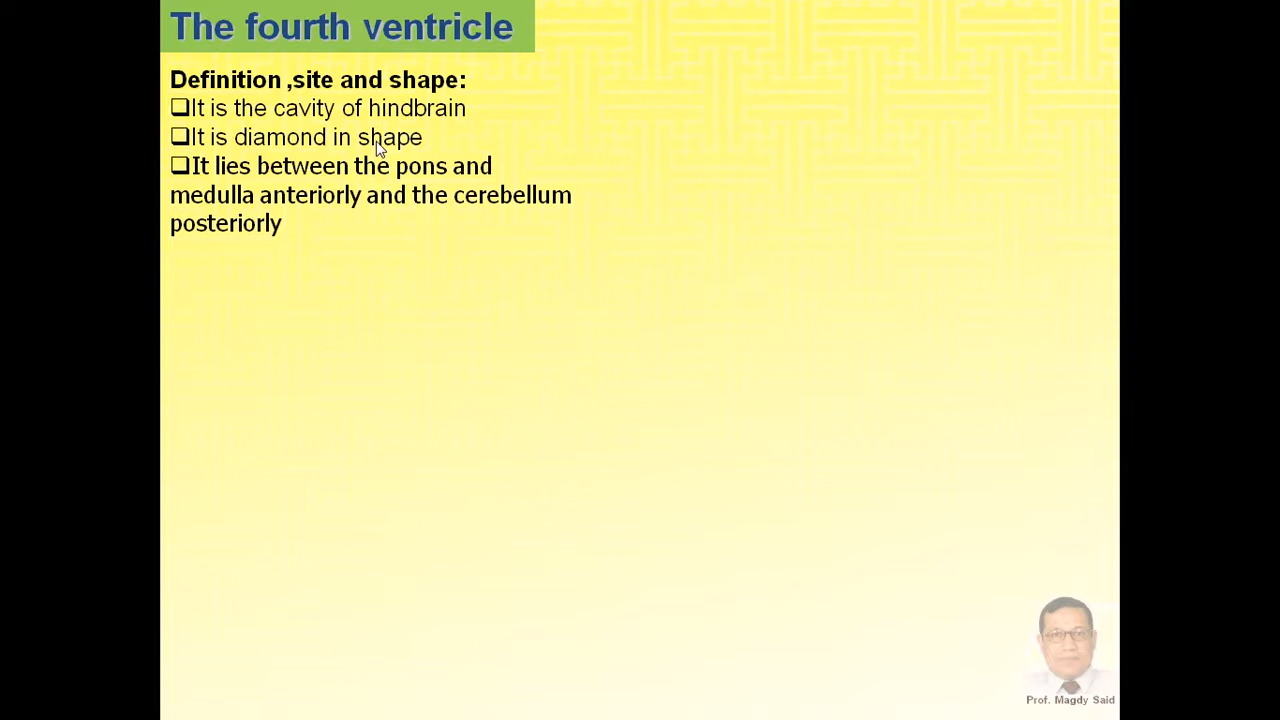 The fourth ventricle
Definition ,site and shape:
❑It is the cavity of hindbrain
❑It is diamond in shape
❑It lies between the pons and
medulla anteriorly and the cerebellum
posteriorly
Prof. Magdy Said